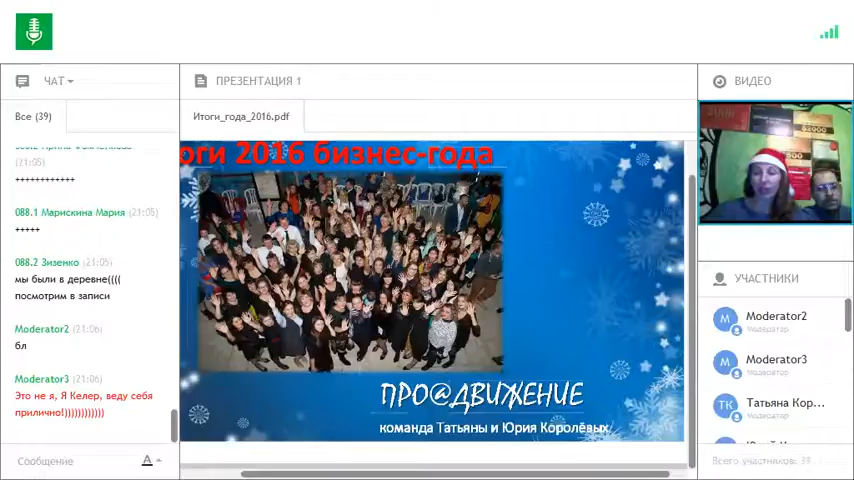 ЧАТ
Все (39)
(21:05)
++++++++++++
088.1 Марискина Мария (21:05)
+++++
088.2 Зизенко (21:05)
мы были в деревне((((
посмотрим в записи
Moderator2 (21:06)
бл
Moderator3 (21:06)
Это не я, Я Келер, веду себя
прилично!))))))))))))
Сообщение
A
ПРЕЗЕНТАЦИЯ 1
Итоги_года_2016.pdf
оги 2016 бизнес-года
ПРО@ДВИЖЕНИЕ
команда Татьяны и Юрия Королёвых
ВИДЕО
УЧАСТНИКИ
M Moderator2
Модератор
M Moderator3
Модератор
ТК Татьяна Кор...
Модератор
Всего участников: 39